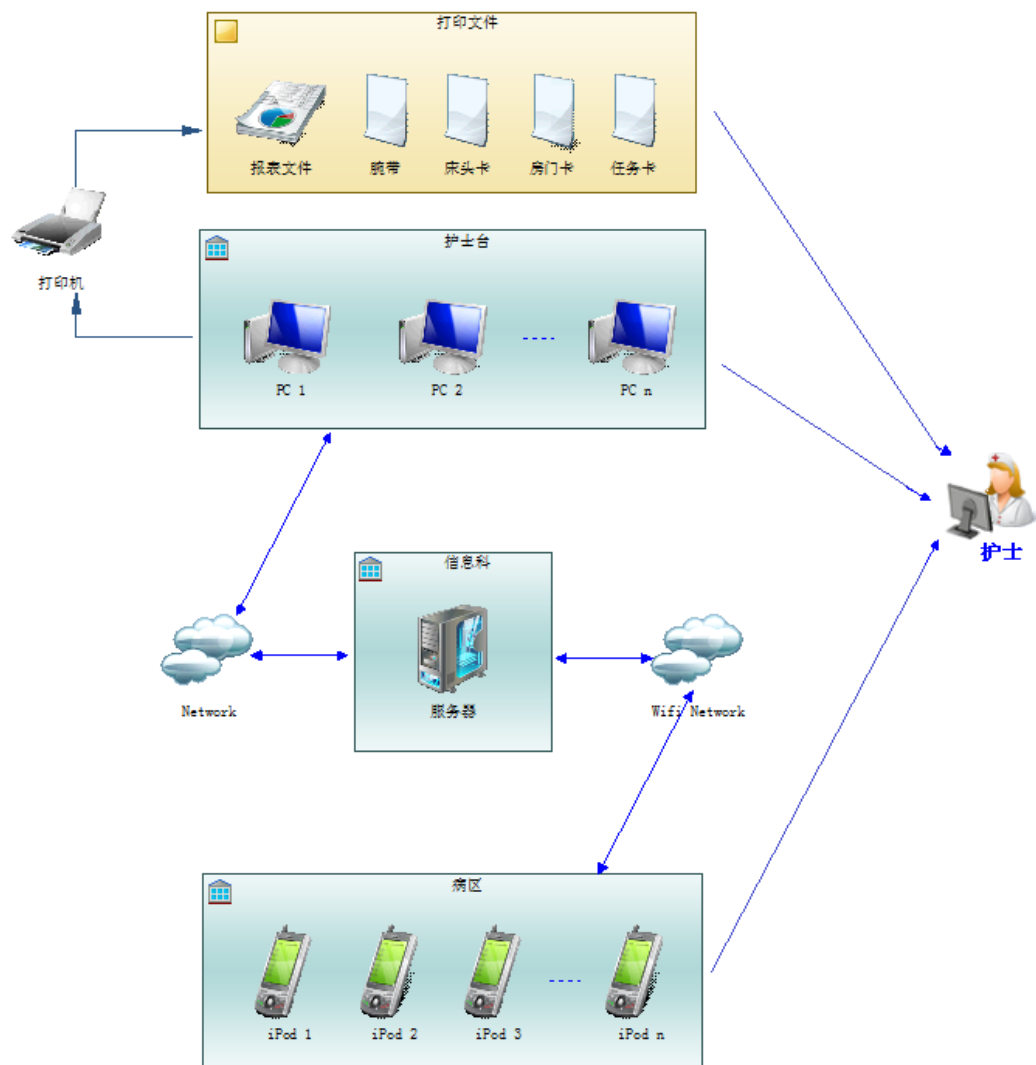 打印文件
报表文件 腕带 床头卡 房门卡 任务卡
打印机
护士台
PC 1 PC 2 PC n
护士
信息科
服务器
Network
Wifi Network
病区
iPod 1 iPod 2 iPod 3 iPod n